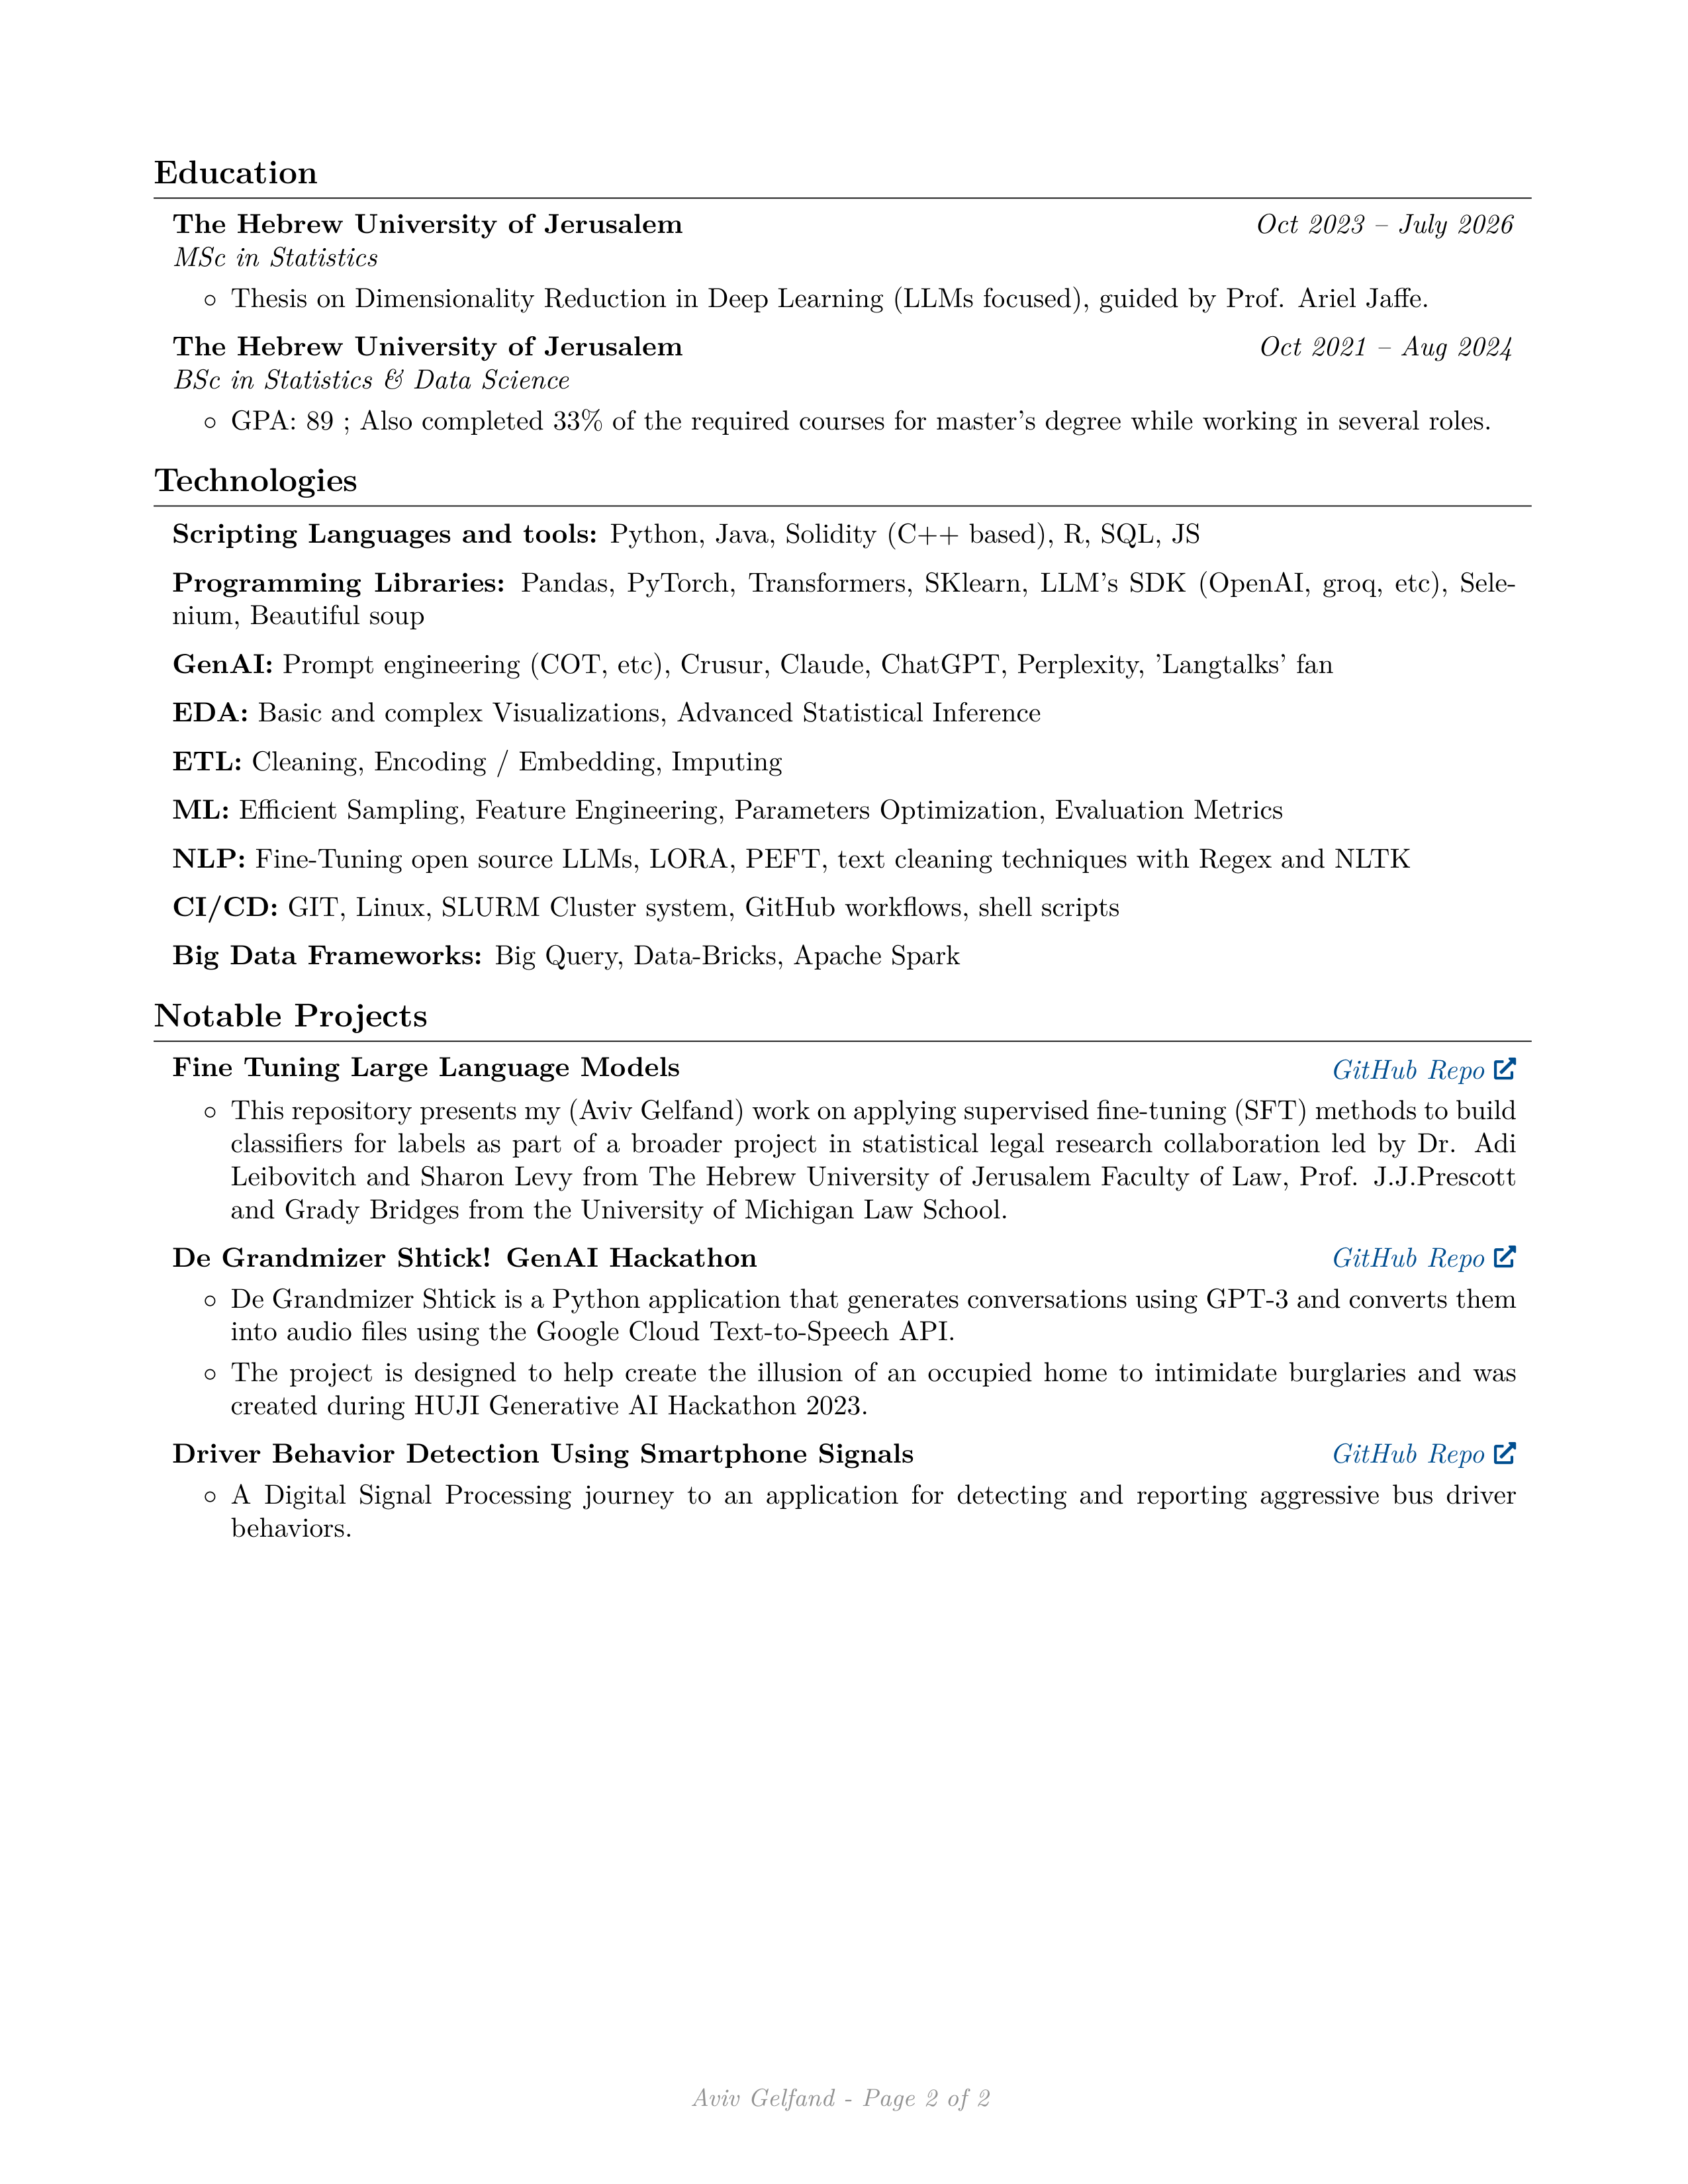 Education
The Hebrew University of Jerusalem Oct 2023 – July 2026
MSc in Statistics
◦ Thesis on Dimensionality Reduction in Deep Learning (LLMs focused), guided by Prof. Ariel Jaffe.
The Hebrew University of Jerusalem Oct 2021 – Aug 2024
BSc in Statistics & Data Science
◦ GPA: 89 ; Also completed 33% of the required courses for master's degree while working in several roles.
Technologies
Scripting Languages and tools: Python, Java, Solidity (C++ based), R, SQL, JS
Programming Libraries: Pandas, PyTorch, Transformers, SKlearn, LLM's SDK (OpenAI, groq, etc), Sele-
nium, Beautiful soup
GenAI: Prompt engineering (COT, etc), Crusur, Claude, ChatGPT, Perplexity, 'Langtalks' fan
EDA: Basic and complex Visualizations, Advanced Statistical Inference
ETL: Cleaning, Encoding / Embedding, Imputing
ML: Efficient Sampling, Feature Engineering, Parameters Optimization, Evaluation Metrics
NLP: Fine-Tuning open source LLMs, LORA, PEFT, text cleaning techniques with Regex and NLTK
CI/CD: GIT, Linux, SLURM Cluster system, GitHub workflows, shell scripts
Big Data Frameworks: Big Query, Data-Bricks, Apache Spark
Notable Projects
Fine Tuning Large Language Models GitHub Repo
◦ This repository presents my (Aviv Gelfand) work on applying supervised fine-tuning (SFT) methods to build
classifiers for labels as part of a broader project in statistical legal research collaboration led by Dr. Adi
Leibovitch and Sharon Levy from The Hebrew University of Jerusalem Faculty of Law, Prof. J.J.Prescott
and Grady Bridges from the University of Michigan Law School.
De Grandmizer Shtick! GenAI Hackathon GitHub Repo
◦ De Grandmizer Shtick is a Python application that generates conversations using GPT-3 and converts them
into audio files using the Google Cloud Text-to-Speech API.
◦ The project is designed to help create the illusion of an occupied home to intimidate burglaries and was
created during HUJI Generative AI Hackathon 2023.
Driver Behavior Detection Using Smartphone Signals GitHub Repo
◦ A Digital Signal Processing journey to an application for detecting and reporting aggressive bus driver
behaviors.
Aviv Gelfand - Page 2 of 2